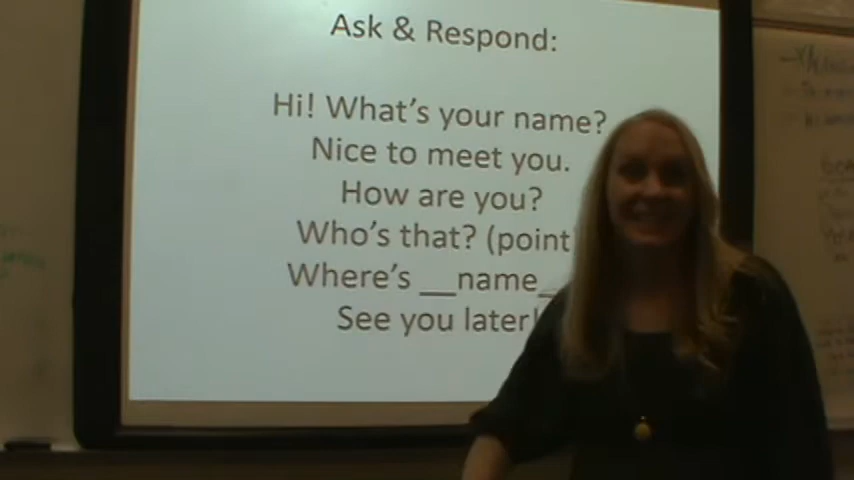 Ask & Respond:
Hi! What's your name?
Nice to meet you.
How are you?
Who's that? (point
Where's __name_
See you later!